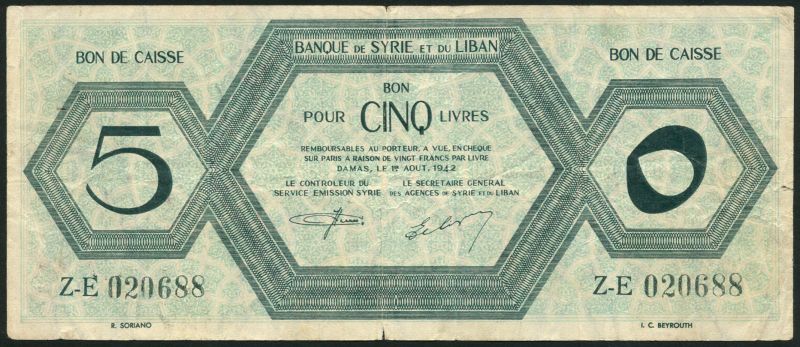 BANQUE DE SYRIE ET DU LIBAN
BON DE CAISSE
BON DE CAISSE
BON
POUR CINQ LIVRES
5
٥
REMBOURSABLES AU PORTEUR, A VUE, EN CHEQUE
SUR PARIS A RAISON DE VINGT FRANCS PAR LIVRE
DAMAS, LE 1er AOUT, 1942
LE CONTROLEUR DU
SERVICE EMISSION SYRIE
LE SECRETAIRE GENERAL
DES AGENCES DE SYRIE ET DU LIBAN
Z-E 020688
Z-E 020688
R. SORIANO
I. C. BEYROUTH